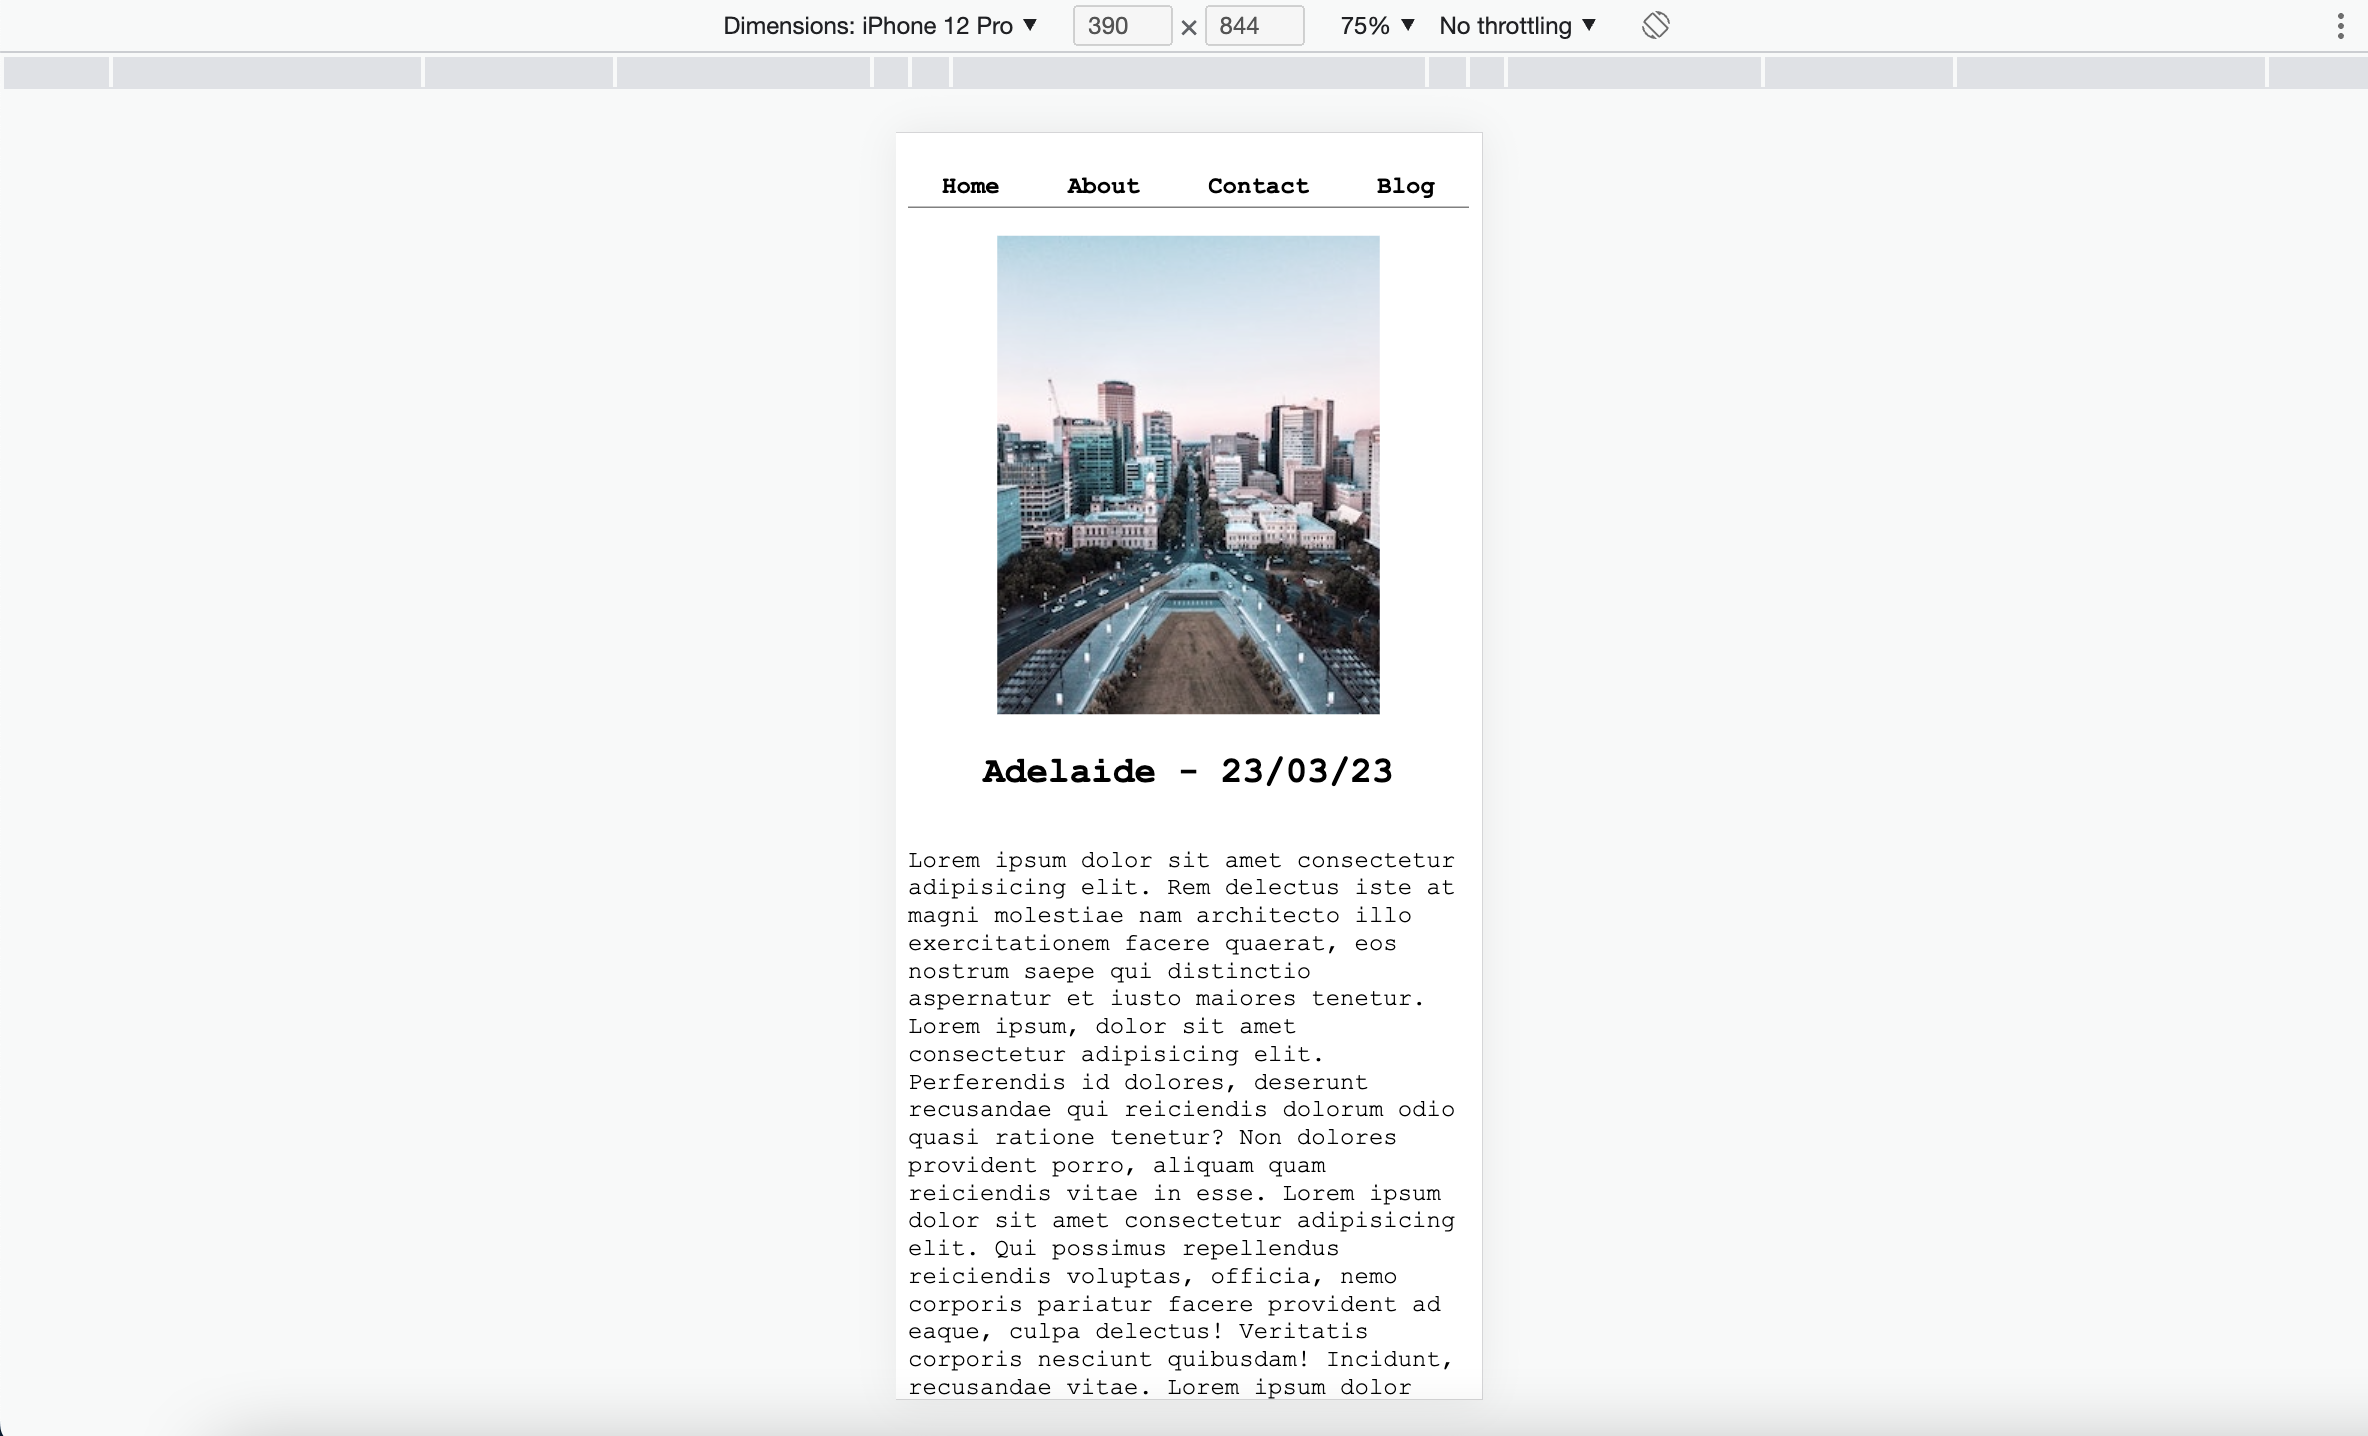 Dimensions: iPhone 12 Pro ▼ 390 × 844 75% ▼ No throttling ▼
Home About Contact Blog
Adelaide - 23/03/23
Lorem ipsum dolor sit amet consectetur
adipisicing elit. Rem delectus iste at
magni molestiae nam architecto illo
exercitationem facere quaerat, eos
nostrum saepe qui distinctio
aspernatur et iusto maiores tenetur.
Lorem ipsum, dolor sit amet
consectetur adipisicing elit.
Perferendis id dolores, deserunt
recusandae qui reiciendis dolorum odio
quasi ratione tenetur? Non dolores
provident porro, aliquam quam
reiciendis vitae in esse. Lorem ipsum
dolor sit amet consectetur adipisicing
elit. Qui possimus repellendus
reiciendis voluptas, officia, nemo
corporis pariatur facere provident ad
eaque, culpa delectus! Veritatis
corporis nesciunt quibusdam! Incidunt,
recusandae vitae. Lorem ipsum dolor